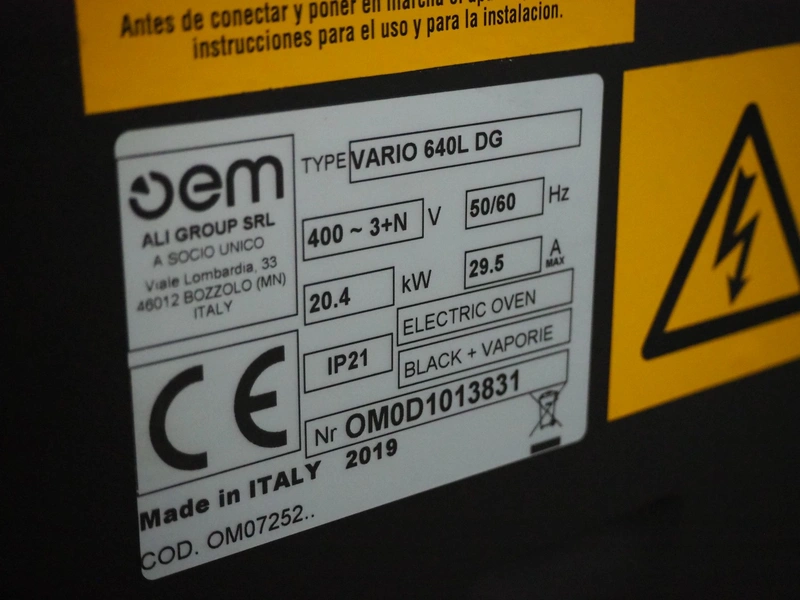 Antes de conectar y poner en marcha el
instrucciones para el uso y para la instalacion.
oem
ALI GROUP SRL
A SOCIO UNICO
Viale Lombardia, 33
46012 BOZZOLO (MN)
ITALY
TYPE VARIO 640L DG
400 ~ 3+N V 50/60 Hz
20.4 kW 29.5 A MAX
ELECTRIC OVEN
IP21 BLACK + VAPORIE
CE
Nr OM0D1013831
Made in ITALY 2019
COD. OM07252..